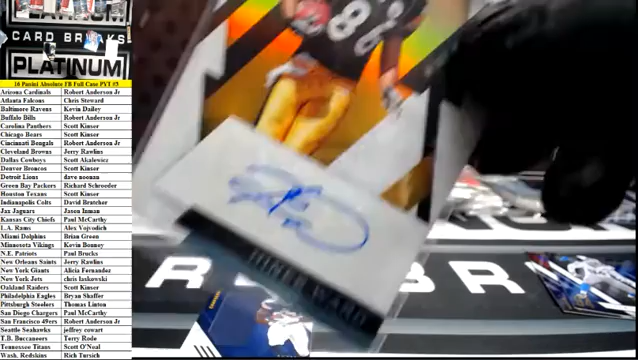 PLATINUM
CARD BREAKS
PLATINUM
16 Panini Absolute FB Full Case PYT #3
Arizona Cardinals Robert Anderson Jr
Atlanta Falcons Chris Steward
Baltimore Ravens Kevin Dailey
Buffalo Bills Robert Anderson Jr
Carolina Panthers Scott Kinser
Chicago Bears Scott Kinser
Cincinnati Bengals Robert Anderson Jr
Cleveland Browns Jerry Rawlins
Dallas Cowboys Scott Akalewicz
Denver Broncos Scott Kinser
Detroit Lions dave noonan
Green Bay Packers Richard Schroeder
Houston Texans Scott Kinser
Indianapolis Colts David Bratcher
Jax Jaguars Jason Inman
Kansas City Chiefs Paul McCarthy
L.A. Rams Alex Vojvodich
Miami Dolphins Brian Green
Minnesota Vikings Kevin Bonney
N.E. Patriots Paul Brucks
New Orleans Saints Jerry Rawlins
New York Giants Alicia Fernandez
New York Jets chris laskowski
Oakland Raiders Scott Kinser
Philadelphia Eagles Bryan Shaffer
Pittsburgh Steelers Thomas Linton
San Diego Chargers Paul McCarthy
San Francisco 49ers Robert Anderson Jr
Seattle Seahawks jeffrey cowart
T.B. Buccaneers Terry Rode
Tennessee Titans Scott O'Neal
Wash. Redskins Rich Tursich
86
HINES WARD
R
B R